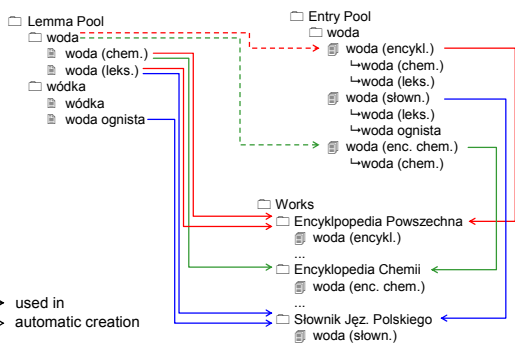 Lemma Pool
woda
woda (chem.)
woda (leks.)
wódka
wódka
woda ognista
Entry Pool
woda
woda (encykl.)
woda (chem.)
woda (leks.)
woda (słown.)
woda (leks.)
woda ognista
woda (enc. chem.)
woda (chem.)
Works
Encyklpopedia Powszechna
woda (encykl.)
...
Encyklopedia Chemii
woda (enc. chem.)
...
Słownik Jęz. Polskiego
woda (słown.)
used in
automatic creation